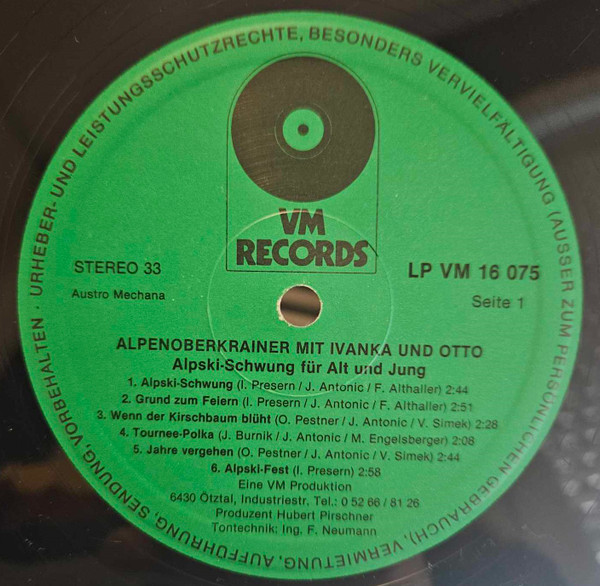 URHEBER- UND LEISTUNGSSCHUTZRECHTE, BESONDERS VERVIELFÄLTIGUNG (AUSSER ZUM PERSÖNLICHEN GEBRAUCH), VERMIETUNG, AUFFÜHRUNG, SENDUNG, VORBEHALTEN ·
VM
RECORDS
STEREO 33
LP VM 16 075
Austro Mechana
Seite 1
ALPENOBERKRAINER MIT IVANKA UND OTTO
Alpski-Schwung für Alt und Jung
1. Alpski-Schwung (I. Presern / J. Antonic / F. Althaller) 2:44
2. Grund zum Feiern (I. Presern / J. Antonic / F. Althaller) 2:51
3. Wenn der Kirschbaum blüht (O. Pestner / J. Antonic / V. Simek) 2:28
4. Tournee-Polka (J. Burnik / J. Antonic / M. Engelsberger) 2:08
5. Jahre vergehen (O. Pestner / J. Antonic / V. Simek) 2:44
6. Alpski-Fest (I. Presern) 2:58
Eine VM Produktion
6430 Ötztal, Industriestr, Tel.: 0 52 66 / 81 26
Produzent Hubert Pirschner
Tontechnik: Ing. F. Neumann